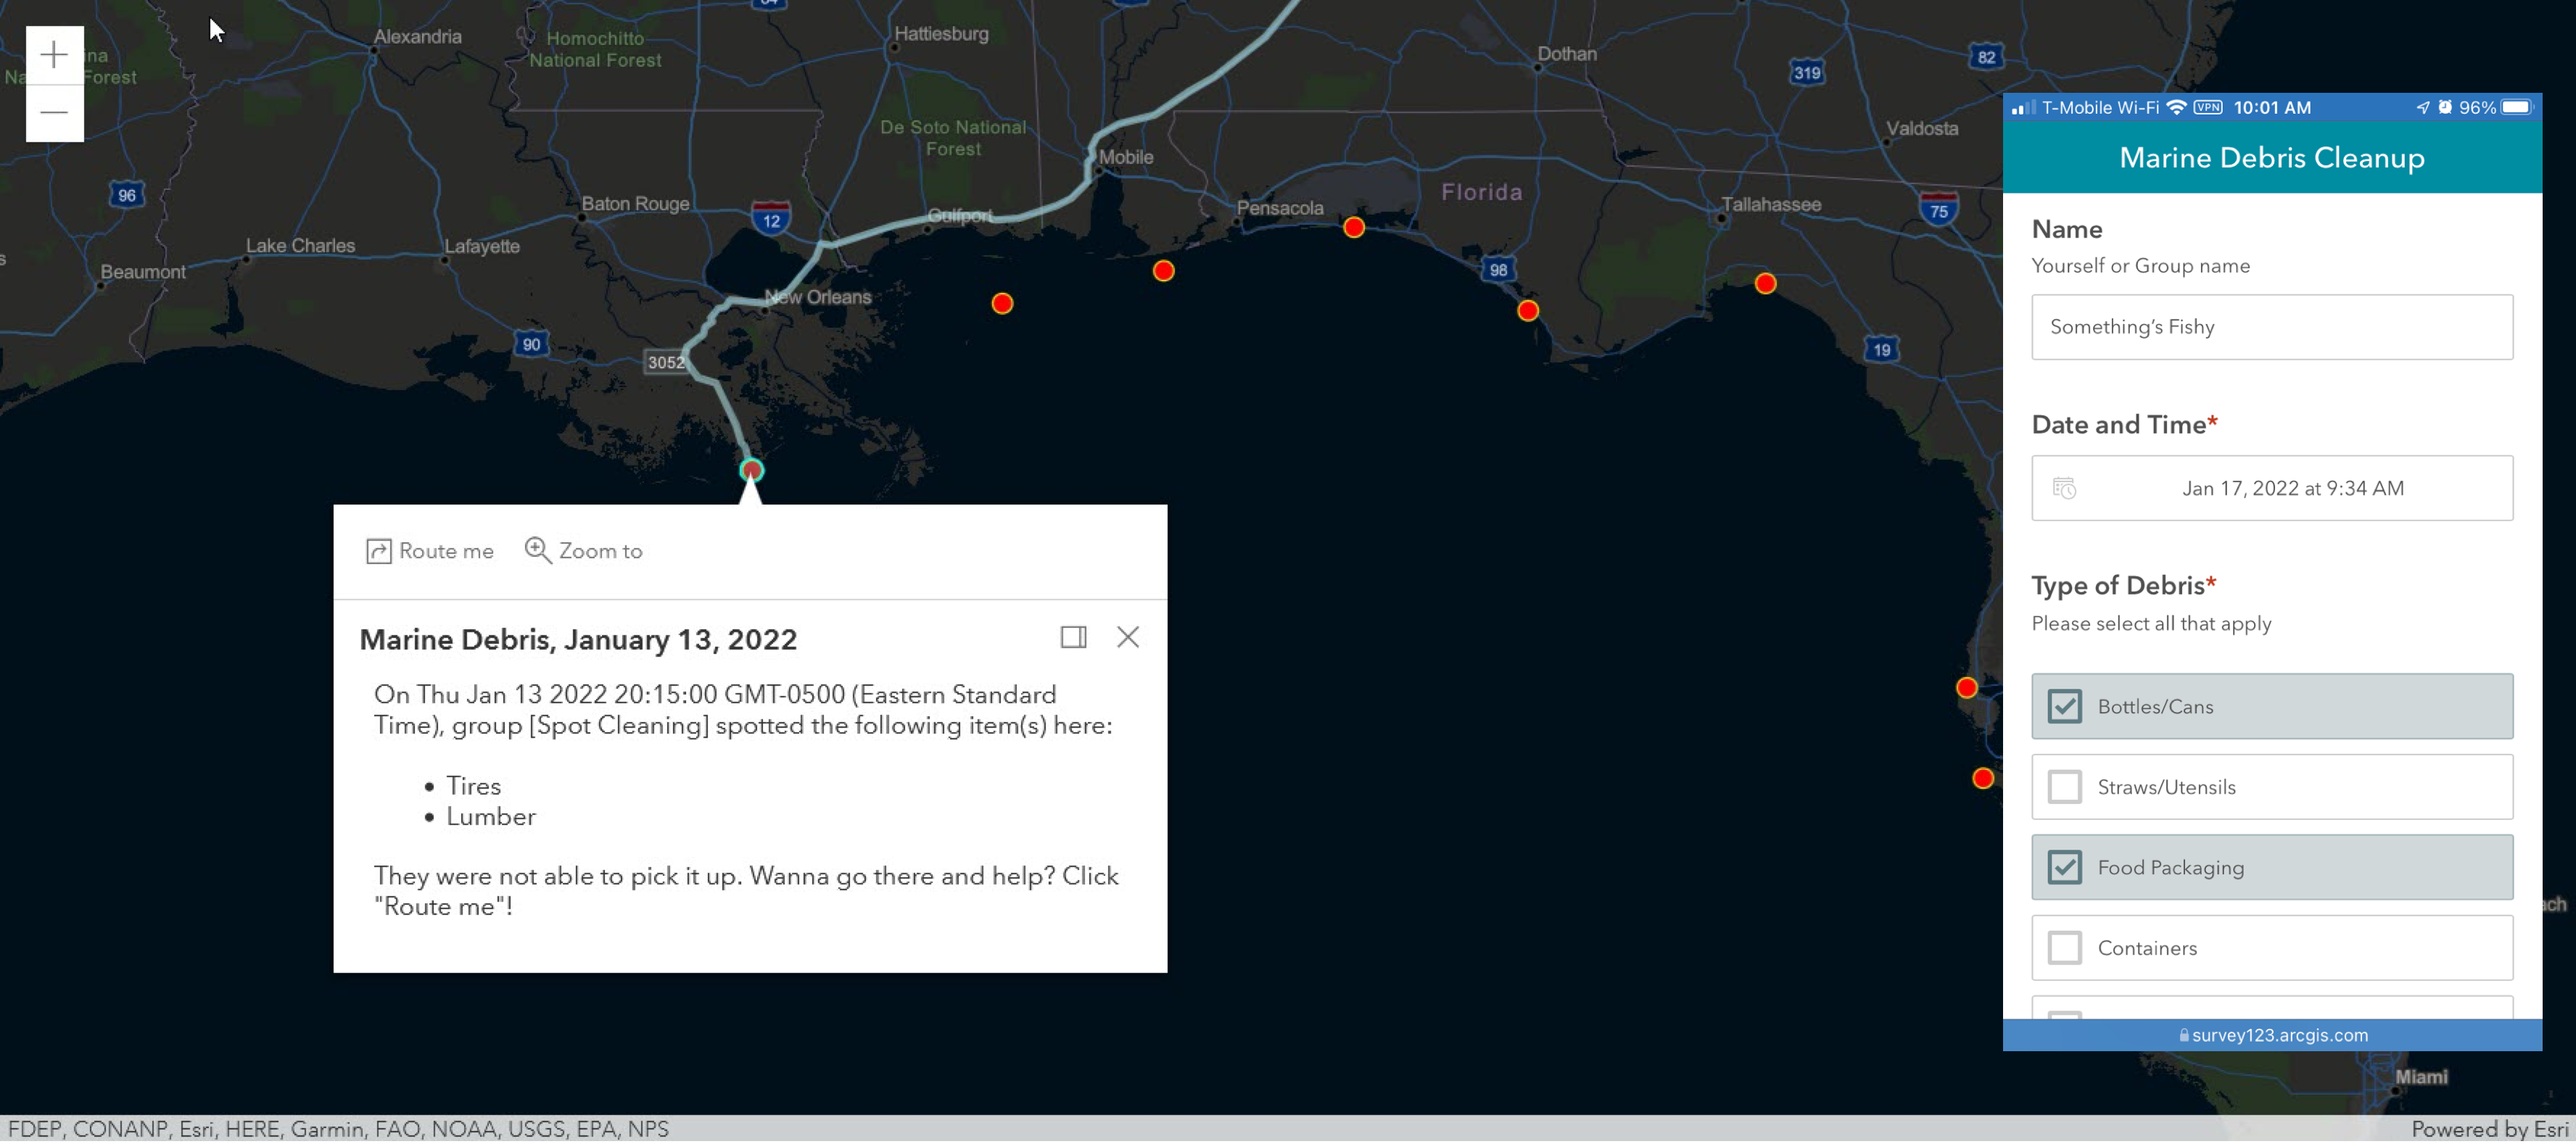 64
Alexandria
Homochitto
National Forest
Hattiesburg
Dothan
319
82
ina
Na
Forest
De Soto National
Forest
Mobile
Valdosta
96
Baton Rouge
12
Gulfport
Pensacola
Florida
Tallahassee
75
Lake Charles
Lafayette
s
Beaumont
New Orleans
98
90
3052
19
Route me
Zoom to
Marine Debris, January 13, 2022
On Thu Jan 13 2022 20:15:00 GMT-0500 (Eastern Standard
Time), group [Spot Cleaning] spotted the following item(s) here:
• Tires
• Lumber
They were not able to pick it up. Wanna go there and help? Click
"Route me"!
T-Mobile Wi-Fi VPN 10:01 AM 96%
Marine Debris Cleanup
Name
Yourself or Group name
Something's Fishy
Date and Time*
Jan 17, 2022 at 9:34 AM
Type of Debris*
Please select all that apply
Bottles/Cans
Straws/Utensils
Food Packaging
Containers
survey123.arcgis.com
ach
Miami
FDEP, CONANP, Esri, HERE, Garmin, FAO, NOAA, USGS, EPA, NPS
Powered by Esri